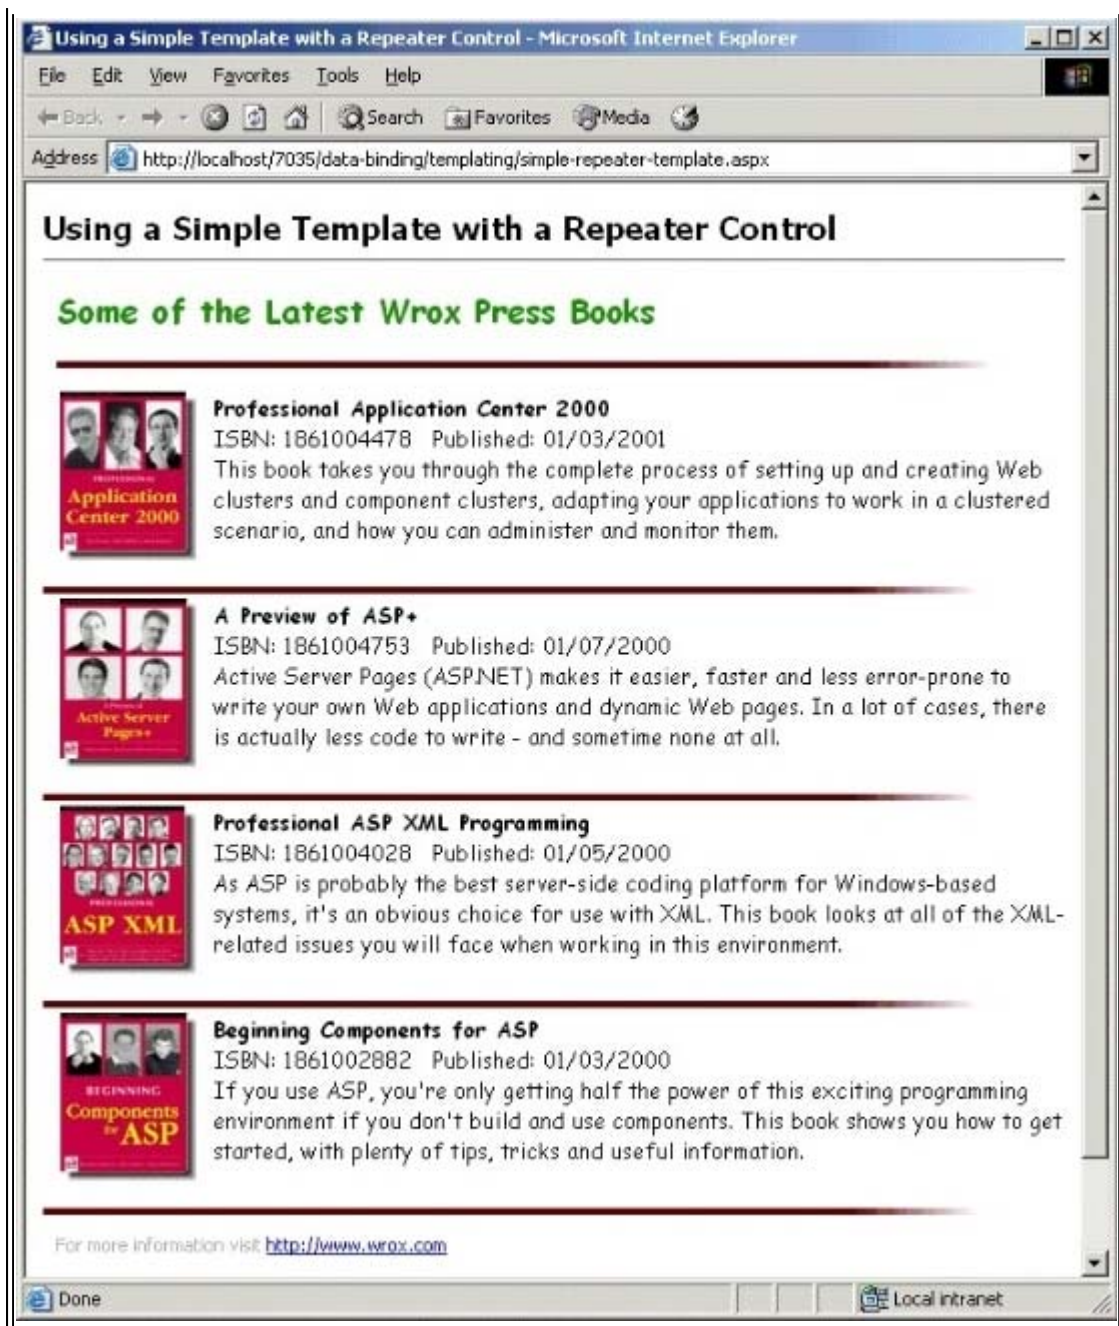 Using a Simple Template with a Repeater Control - Microsoft Internet Explorer
File Edit View Favorites Tools Help
Back Search Favorites Media
Address http://localhost/7035/data-binding/templating/simple-repeater-template.aspx
Using a Simple Template with a Repeater Control
Some of the Latest Wrox Press Books
PROFESSIONAL
Application
Center 2000
Professional Application Center 2000
ISBN: 1861004478 Published: 01/03/2001
This book takes you through the complete process of setting up and creating Web
clusters and component clusters, adapting your applications to work in a clustered
scenario, and how you can administer and monitor them.
A Preview of
Active Server
Pages+
A Preview of ASP+
ISBN: 1861004753 Published: 01/07/2000
Active Server Pages (ASP.NET) makes it easier, faster and less error-prone to
write your own Web applications and dynamic Web pages. In a lot of cases, there
is actually less code to write - and sometime none at all.
PROFESSIONAL
ASP XML
Professional ASP XML Programming
ISBN: 1861004028 Published: 01/05/2000
As ASP is probably the best server-side coding platform for Windows-based
systems, it's an obvious choice for use with XML. This book looks at all of the XML-
related issues you will face when working in this environment.
BEGINNING
Components
for ASP
Beginning Components for ASP
ISBN: 1861002882 Published: 01/03/2000
If you use ASP, you're only getting half the power of this exciting programming
environment if you don't build and use components. This book shows you how to get
started, with plenty of tips, tricks and useful information.
For more information visit http://www.wrox.com
Done Local intranet